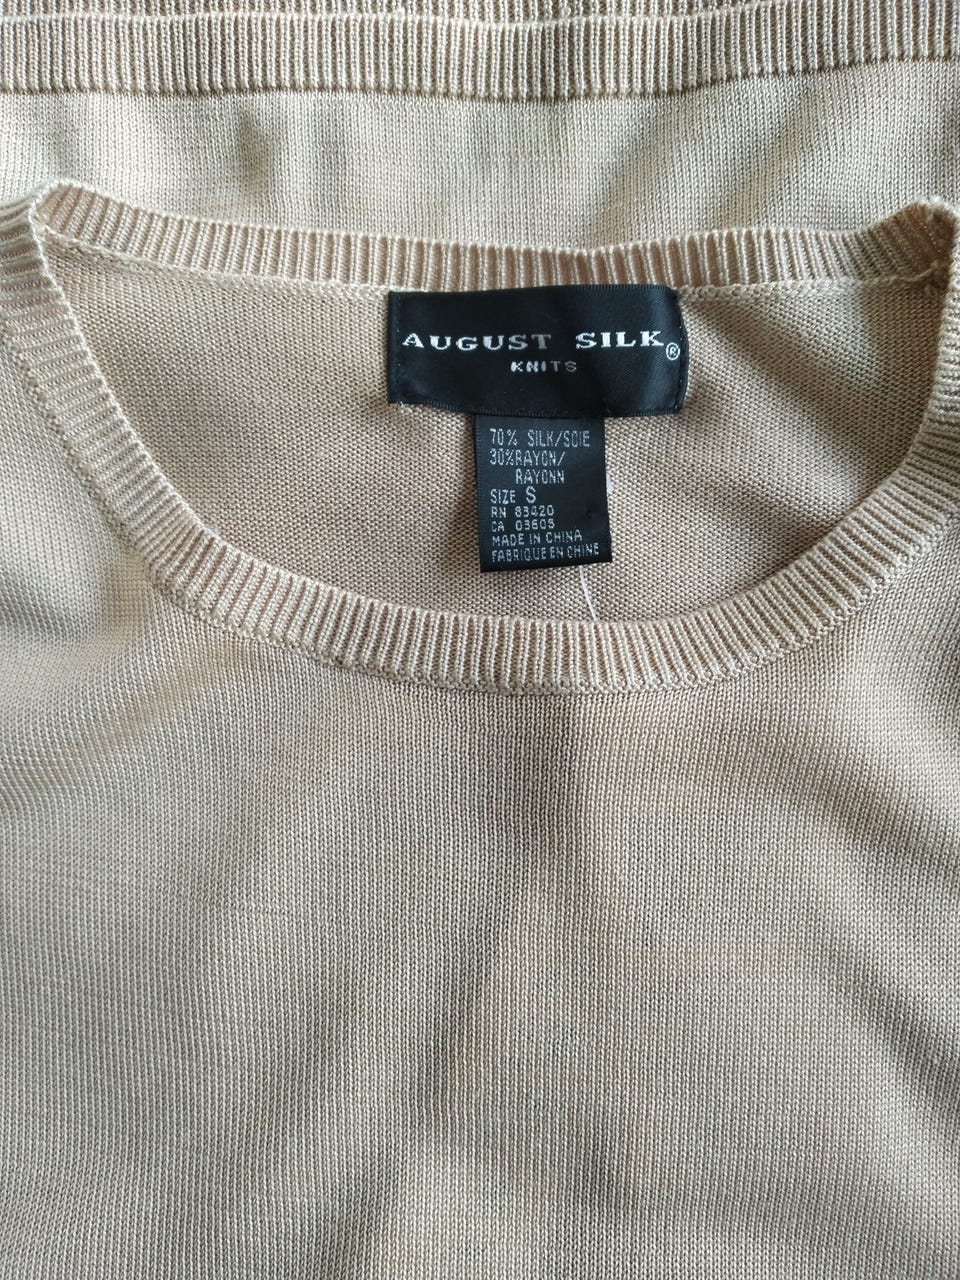 AUGUST SILK®
KNITS
70% SILK/SOIE
30%RAYON/
RAYONN
SIZE S
RN 83420
CA 03605
MADE IN CHINA
FABRIQUE EN CHINE